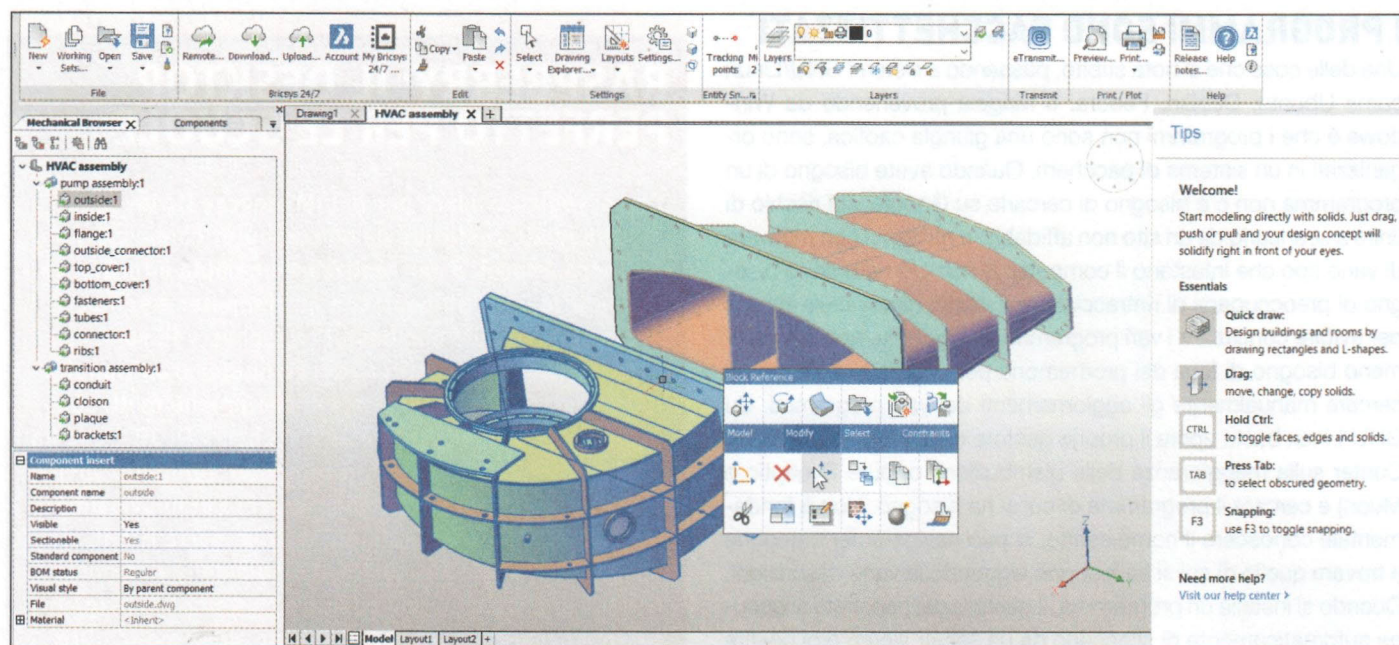 New
Working Sets...
Open
Save
Remote...
Download...
Upload...
Account
My Bricsys 24/7
Copy
Paste
Select
Drawing Explorer...
Layouts
Settings...
Tracking points
Layers
eTransmit...
Preview...
Print...
Release notes...
Help
File
Bricsys 24/7
Edit
Settings
Entity Sn...
Layers
Transmit
Print / Plot
Help
Mechanical Browser
Components
Drawing1
HVAC assembly
HVAC assembly
pump assembly:1
outside:1
inside:1
flange:1
outside_connector:1
top_cover:1
bottom_cover:1
fasteners:1
tubes:1
connector:1
ribs:1
transition assembly:1
conduit
cloison
plaque
brackets:1
Component insert
Name outside:1
Component name outside
Description
Visible Yes
Sectionable Yes
Standard component No
BOM status Regular
Visual style By parent component
File outside.dwg
Material <Inherit>
Block Reference
Model Modify Select Constraints
Z
Model Layout1 Layout2 +
Tips
Welcome!
Start modeling directly with solids. Just drag,
push or pull and your design concept will
solidify right in front of your eyes.
Essentials
Quick draw:
Design buildings and rooms by
drawing rectangles and L-shapes.
Drag:
move, change, copy solids.
CTRL
Hold Ctrl:
to toggle faces, edges and solids.
TAB
Press Tab:
to select obscured geometry.
F3
Snapping:
use F3 to toggle snapping.
Need more help?
Visit our help center >